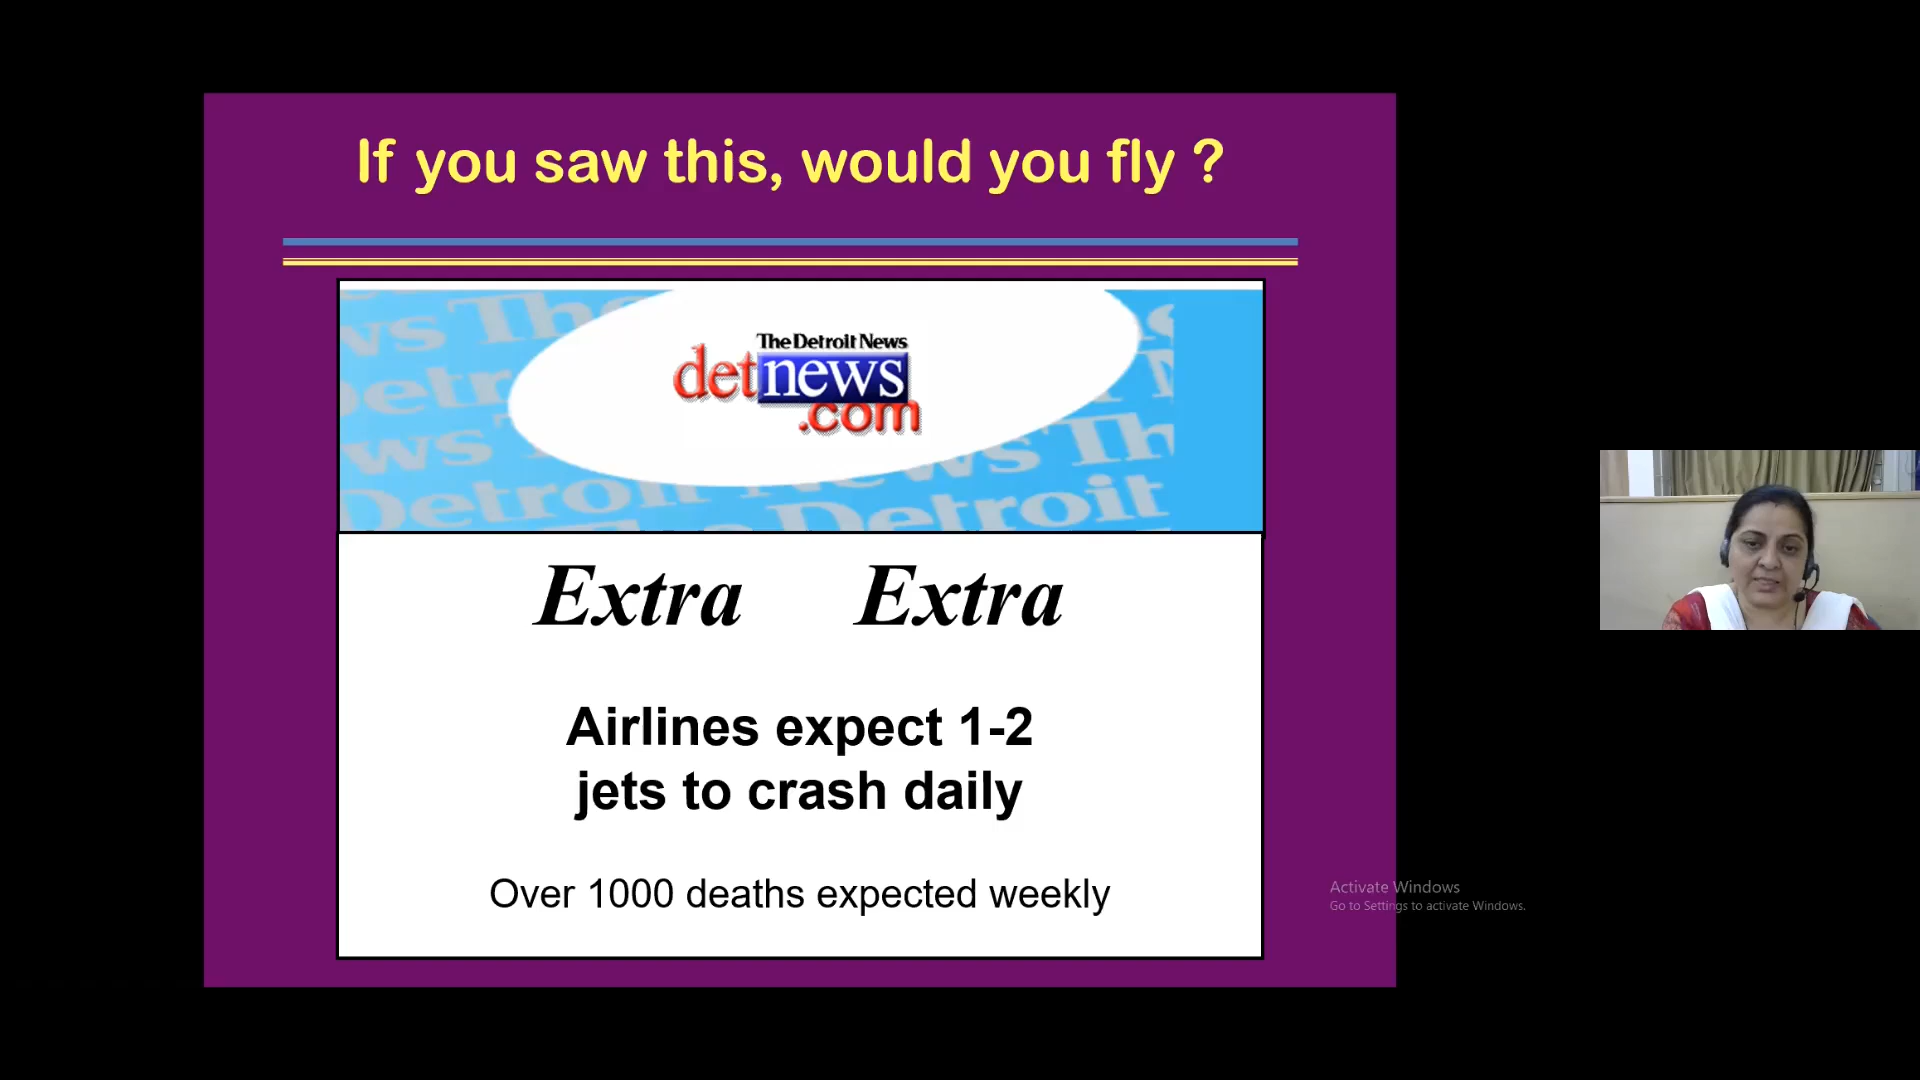 If you saw this, would you fly ?
The Detroit News
detnews
.com
Extra Extra
Airlines expect 1-2
jets to crash daily
Over 1000 deaths expected weekly
Activate Windows
Go to Settings to activate Windows.